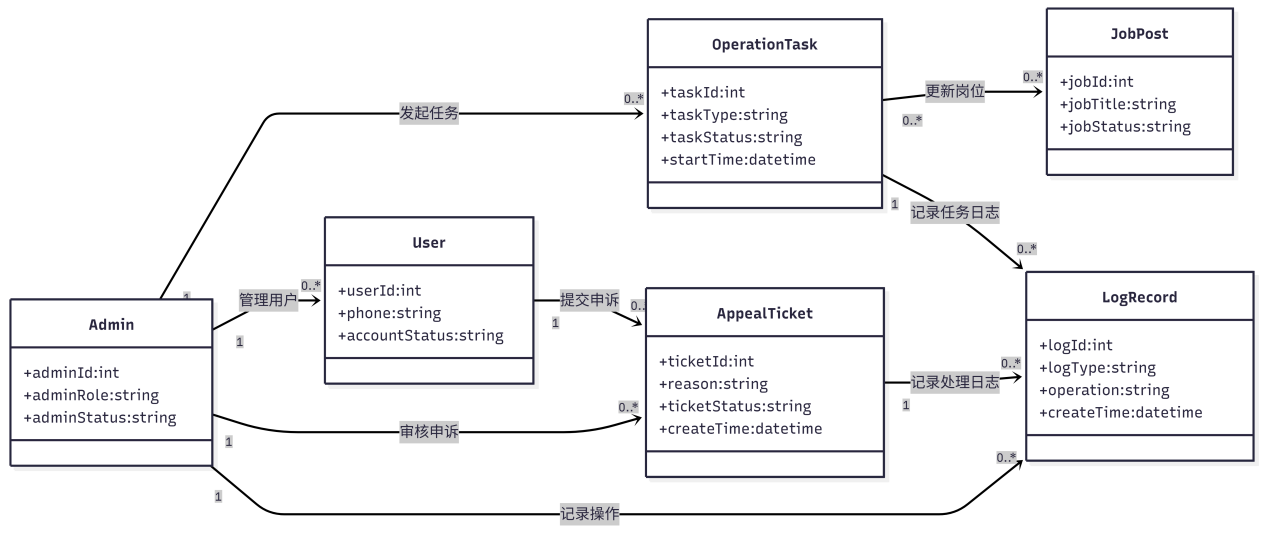 OperationTask
+taskId:int
+taskType:string
+taskStatus:string
+startTime:datetime
JobPost
+jobId:int
+jobTitle:string
+jobStatus:string
发起任务
0..*
更新岗位
0..*
0..*
1
记录任务日志
0..*
User
+userId:int
+phone:string
+accountStatus:string
1
管理用户
0..*
1
Admin
+adminId:int
+adminRole:string
+adminStatus:string
提交申诉
1
0..
AppealTicket
+ticketId:int
+reason:string
+ticketStatus:string
+createTime:datetime
LogRecord
+logId:int
+logType:string
+operation:string
+createTime:datetime
记录处理日志
0..*
1
审核申诉
0..*
1
记录操作
0..*
1